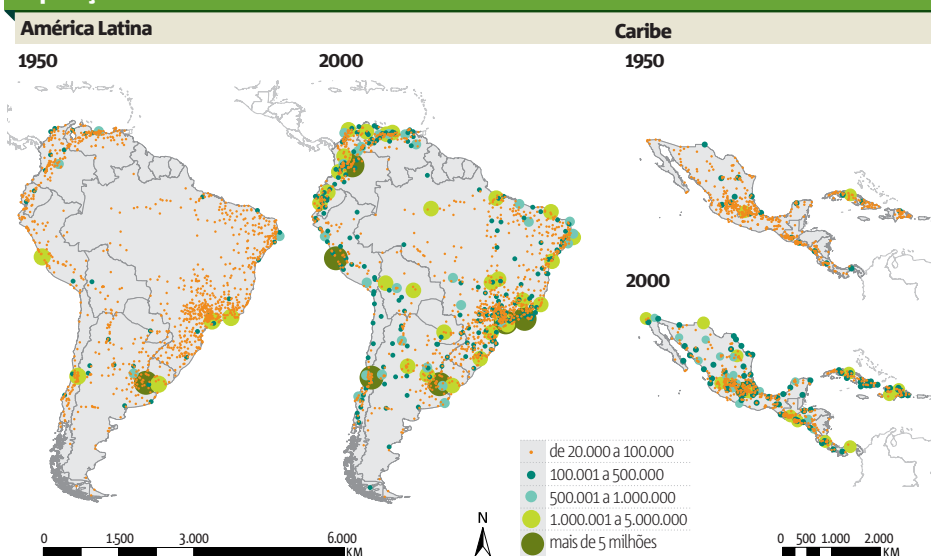 América Latina
Caribe
1950
2000
1950
2000
de 20.000 a 100.000
100.001 a 500.000
500.001 a 1.000.000
1.000.001 a 5.000.000
mais de 5 milhões
N
0 1.500 3.000 6.000
KM
0 500 1.000 2.000
KM